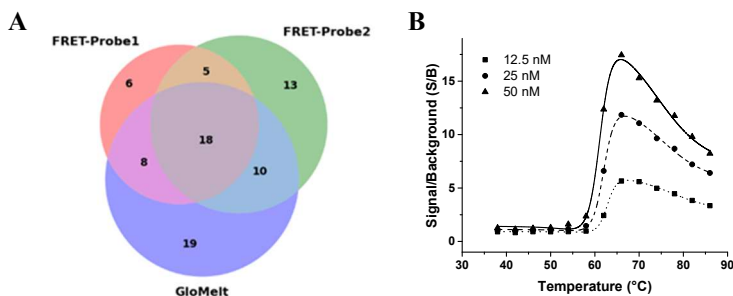 A
FRET-Probe1
FRET-Probe2
6
5
13
18
8
10
19
GloMelt
B
Signal/Background (S/B)
15
10
5
0
12.5 nM
25 nM
50 nM
30 40 50 60 70 80 90
Temperature (°C)